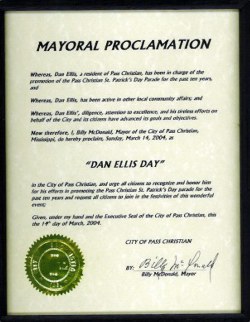 MAYORAL PROCLAMATION
Whereas, Dan Ellis, a resident of Pass Christian, has been in charge of the
promotion of the Pass Christian St. Patrick's Day Parade for the past ten years,
and
Whereas, Dan Ellis, has been active in other local community affairs; and
Whereas, Dan Ellis', diligency, attention to excellence, and his tireless efforts on
behalf of the City and its citizens have advanced its goals and objectives.
Now therefore, I, Billy McDonald, Mayor of the City of Pass Christian,
Mississippi, do hereby proclaim, Sunday, March 14, 2004, as
"DAN ELLIS DAY"
in the City of Pass Christian, and urge all citizens to recognize and honor him
for his efforts in promoting the Pass Christian St. Patrick's Day parade for the
past ten years and request all citizens to join in the festivities of this wonderful
event;
Given, under my hand and the Executive Seal of the City of Pass Christian, this
the 14th day of March, 2004.
CITY OF PASS CHRISTIAN
BY: Billy McDonald
Billy McDonald, Mayor